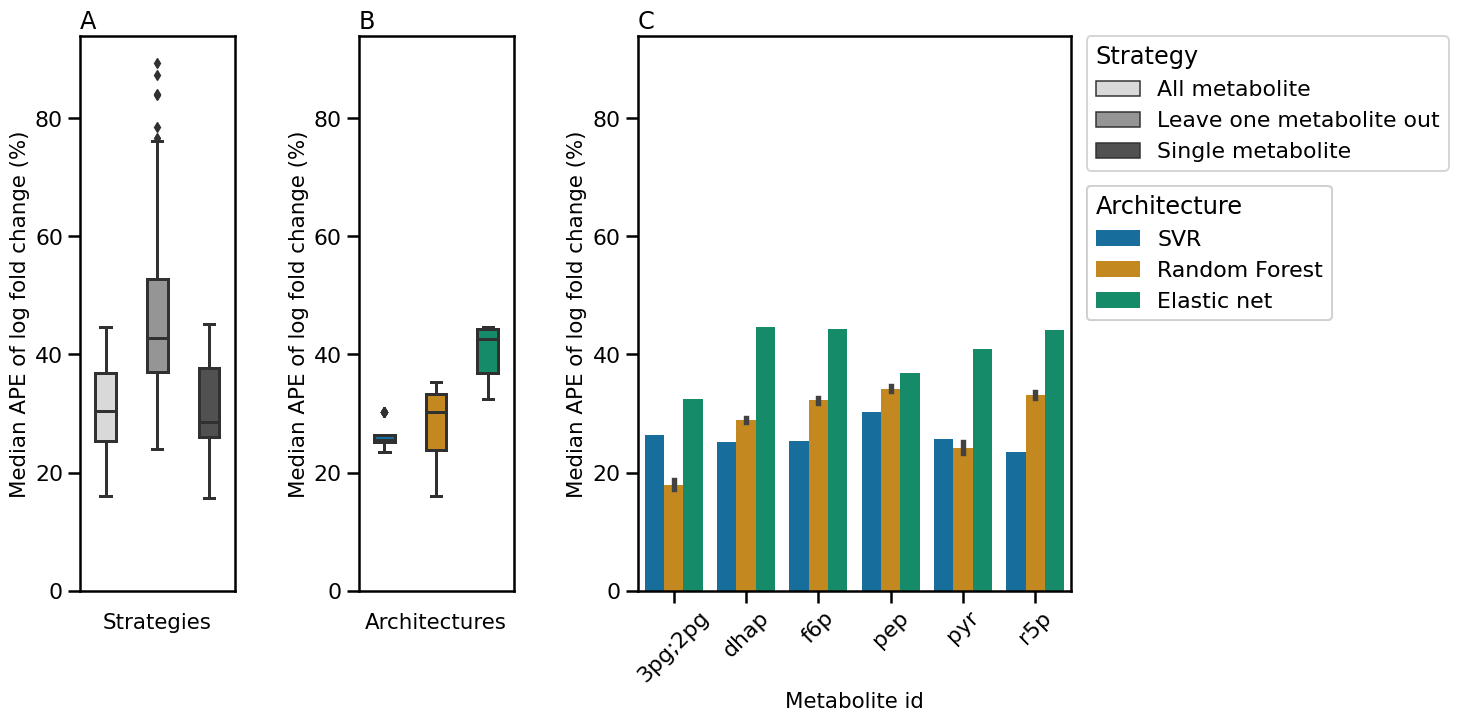 A
Median APE of log fold change (%)
80
60
40
20
0
Strategies
B
Median APE of log fold change (%)
80
60
40
20
0
Architectures
C
Median APE of log fold change (%)
80
60
40
20
0
3pg;2pg
dhap
f6p
pep
pyr
r5p
Metabolite id
Strategy
All metabolite
Leave one metabolite out
Single metabolite
Architecture
SVR
Random Forest
Elastic net